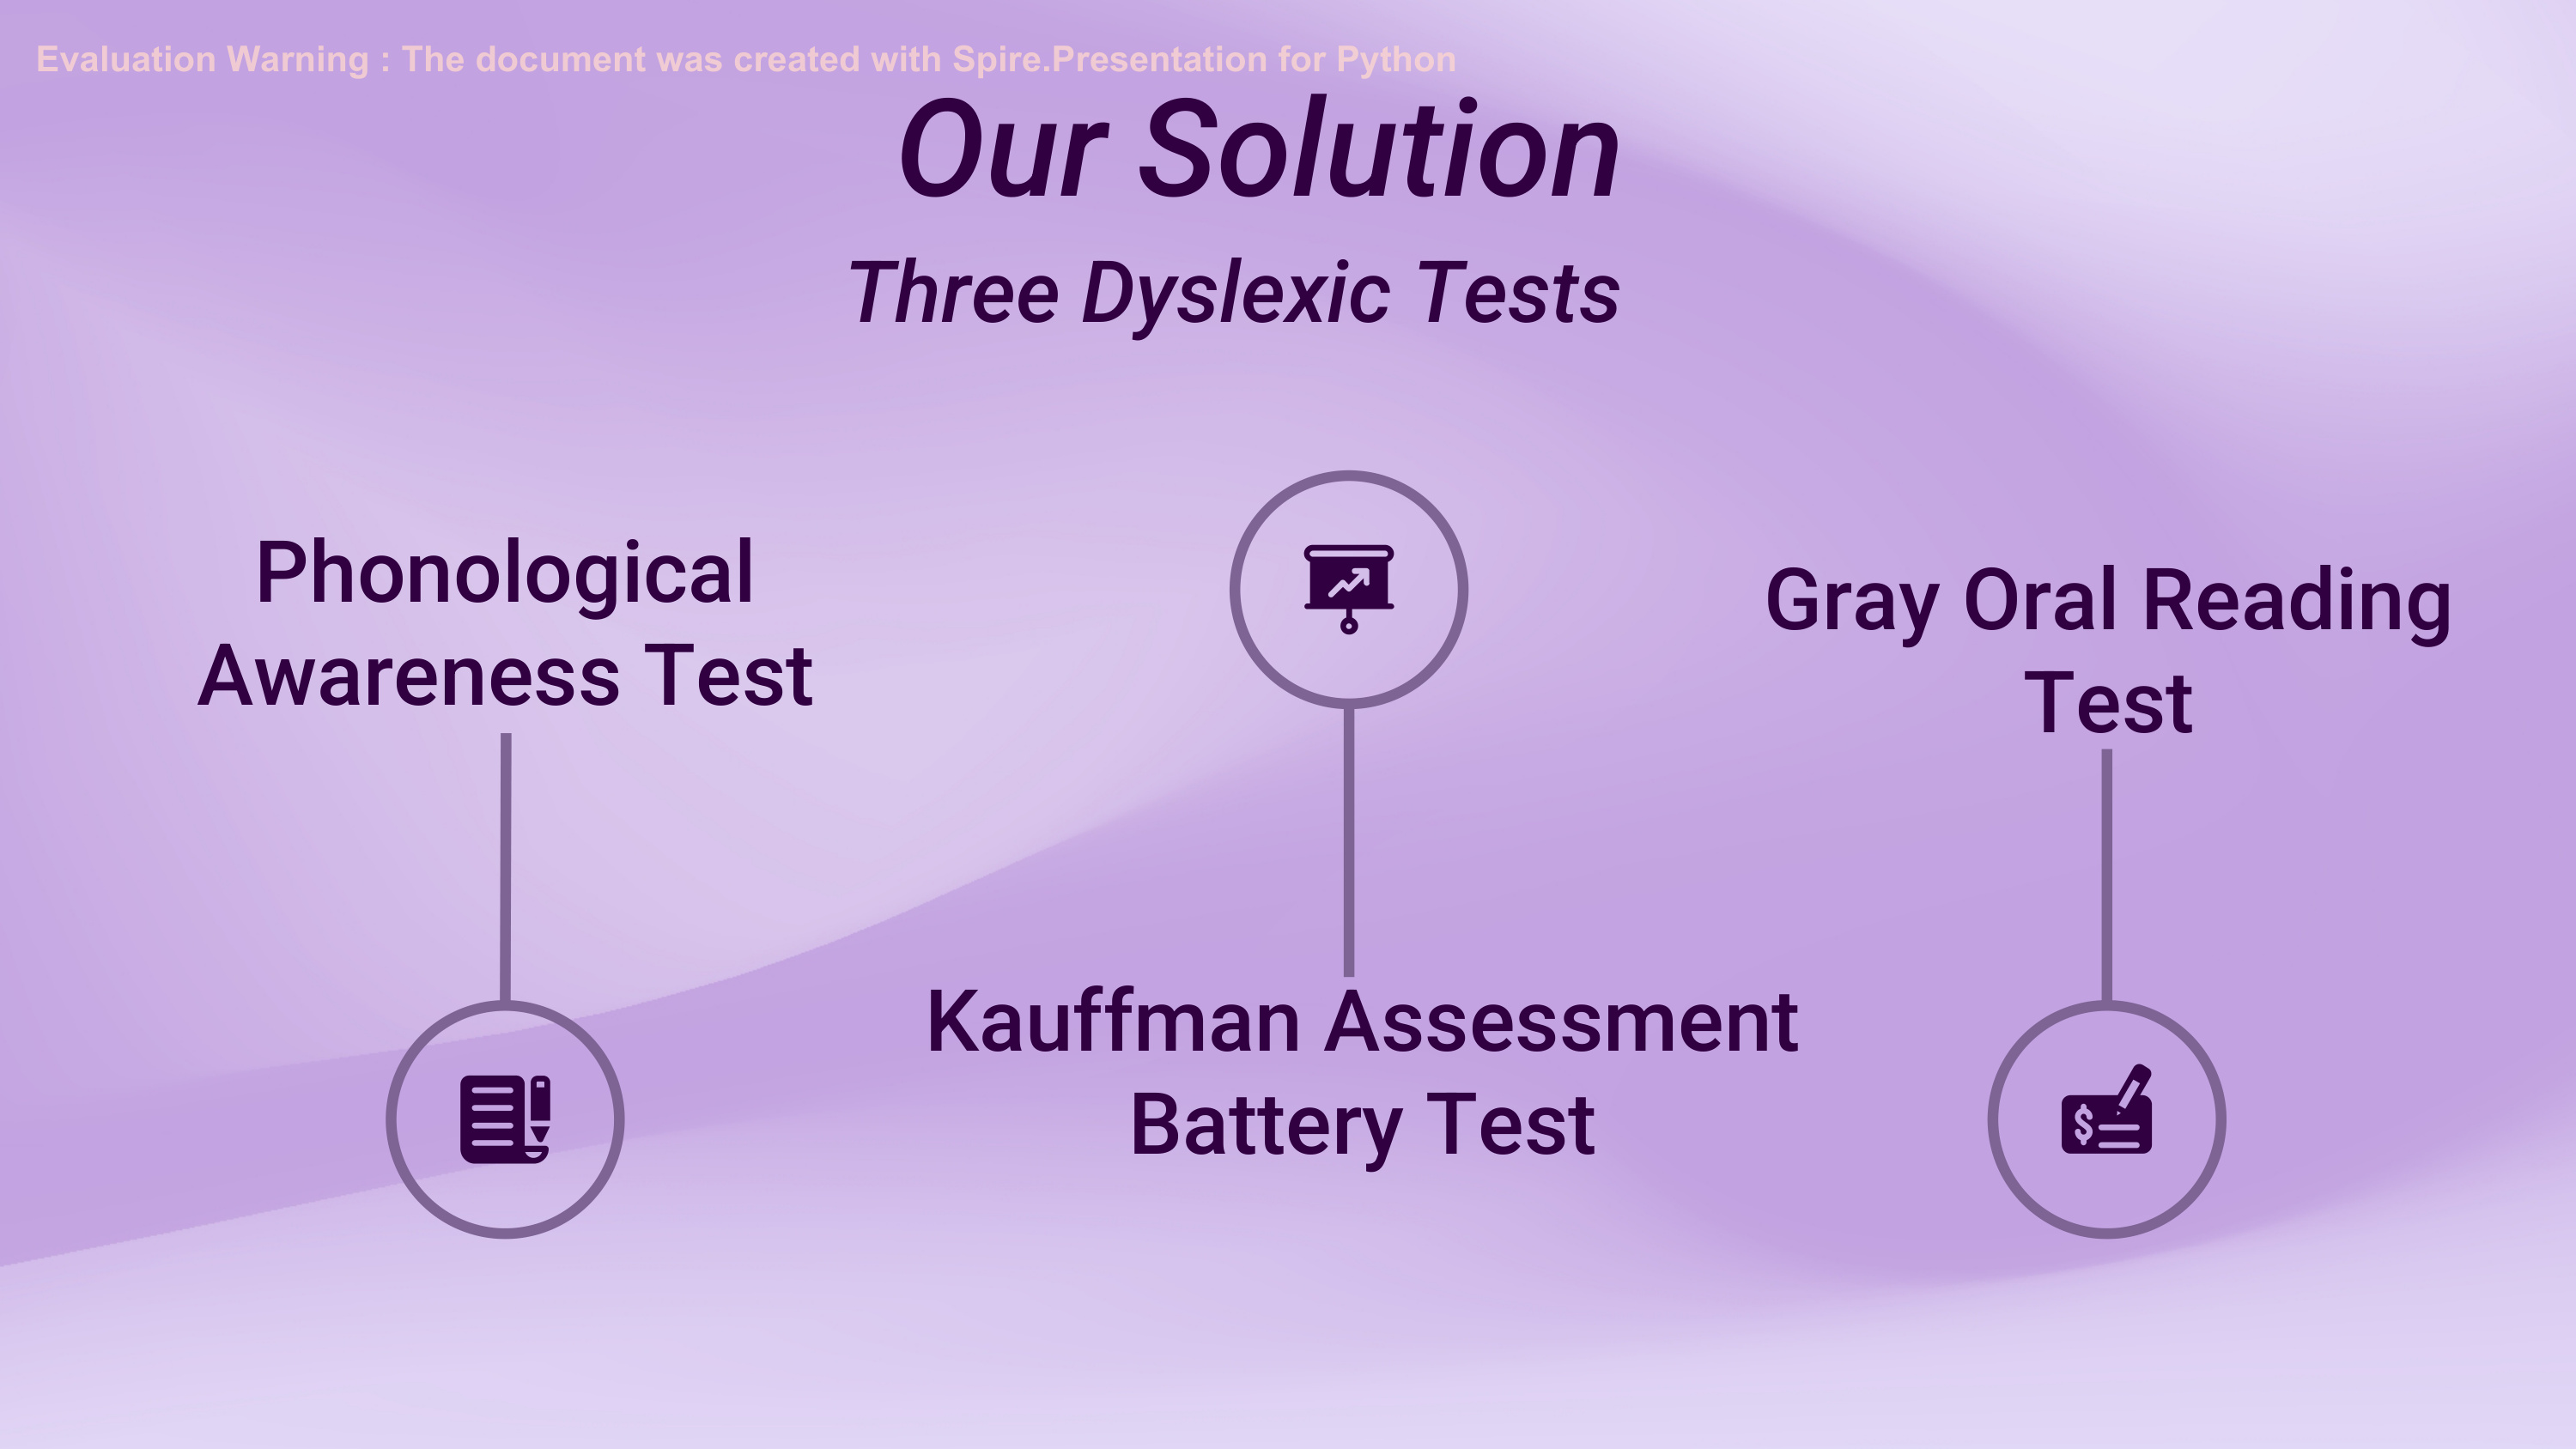 Evaluation Warning : The document was created with Spire.Presentation for Python
Our Solution
Three Dyslexic Tests
Phonological
Awareness Test
Kauffman Assessment
Battery Test
Gray Oral Reading
Test
$